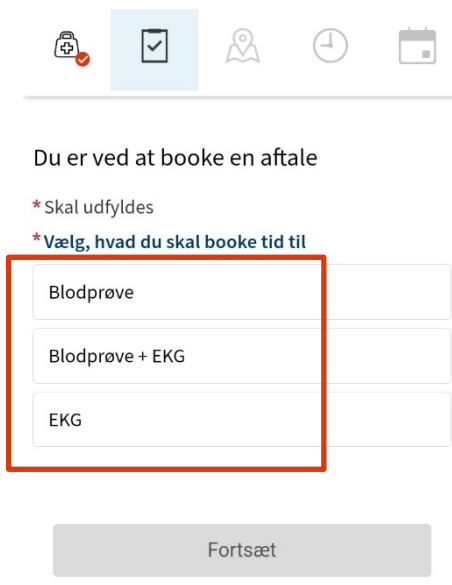 Du er ved at booke en aftale
* Skal udfyldes
* Vælg, hvad du skal booke tid til
Blodprøve
Blodprøve + EKG
EKG
Fortsæt